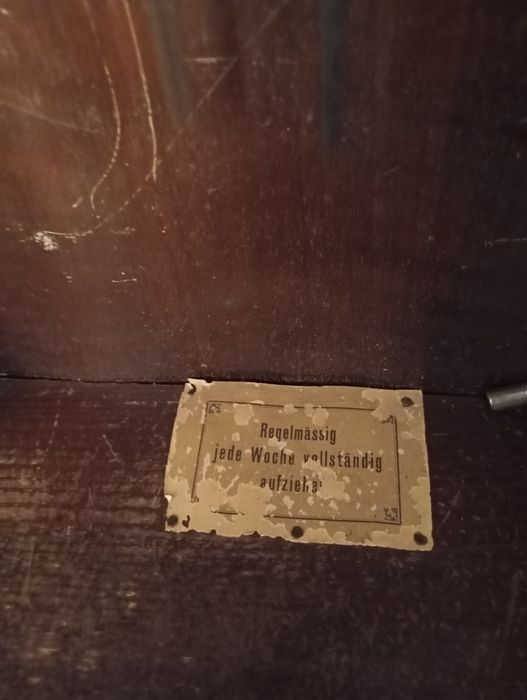 Regelmässig
jede Woche vollständig
aufziehen